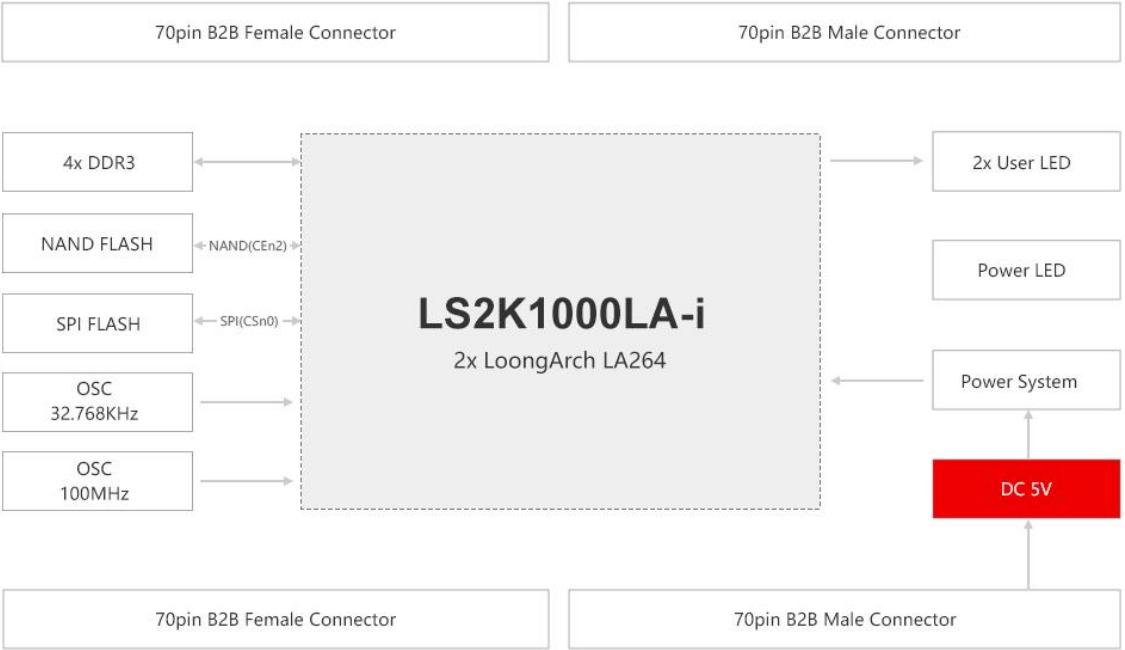 70pin B2B Female Connector
70pin B2B Male Connector
4x DDR3
2x User LED
NAND FLASH
NAND(CEn2)
Power LED
SPI FLASH
SPI(CSn0)
LS2K1000LA-i
2x LoongArch LA264
OSC
32.768KHz
Power System
OSC
100MHz
DC 5V
70pin B2B Female Connector
70pin B2B Male Connector